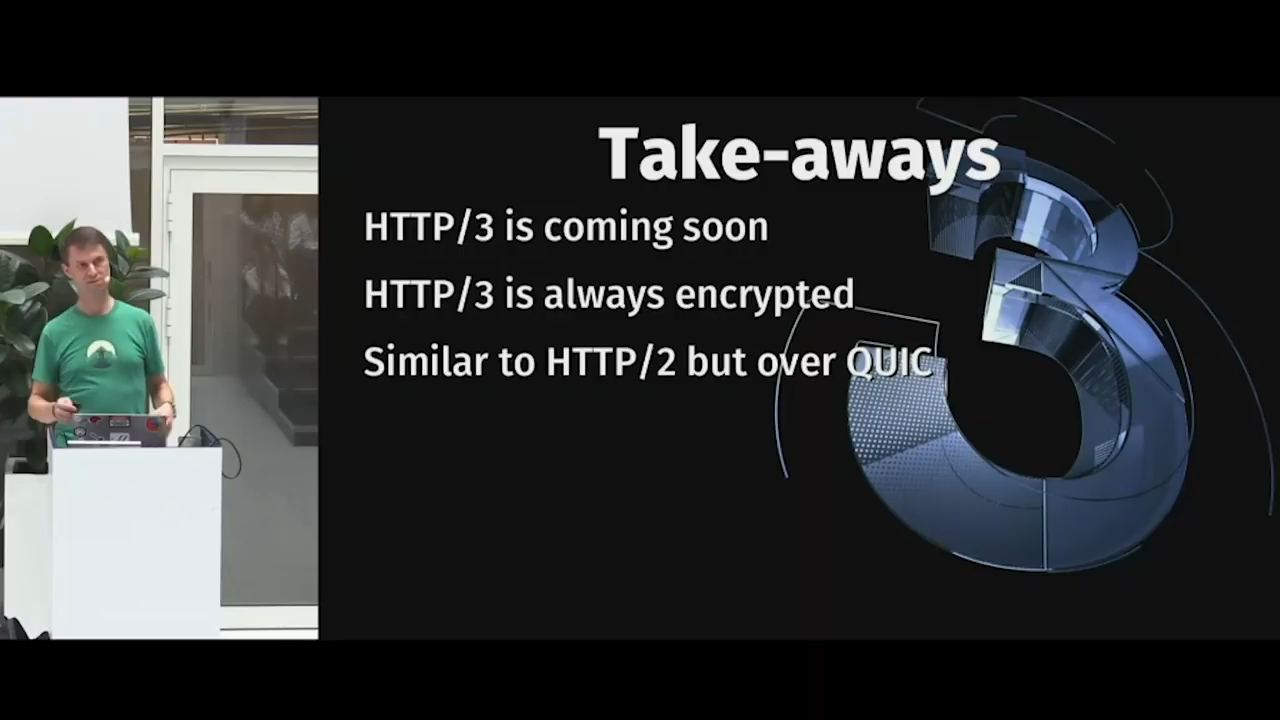 Take-aways
HTTP/3 is coming soon
HTTP/3 is always encrypted
Similar to HTTP/2 but over QUIC